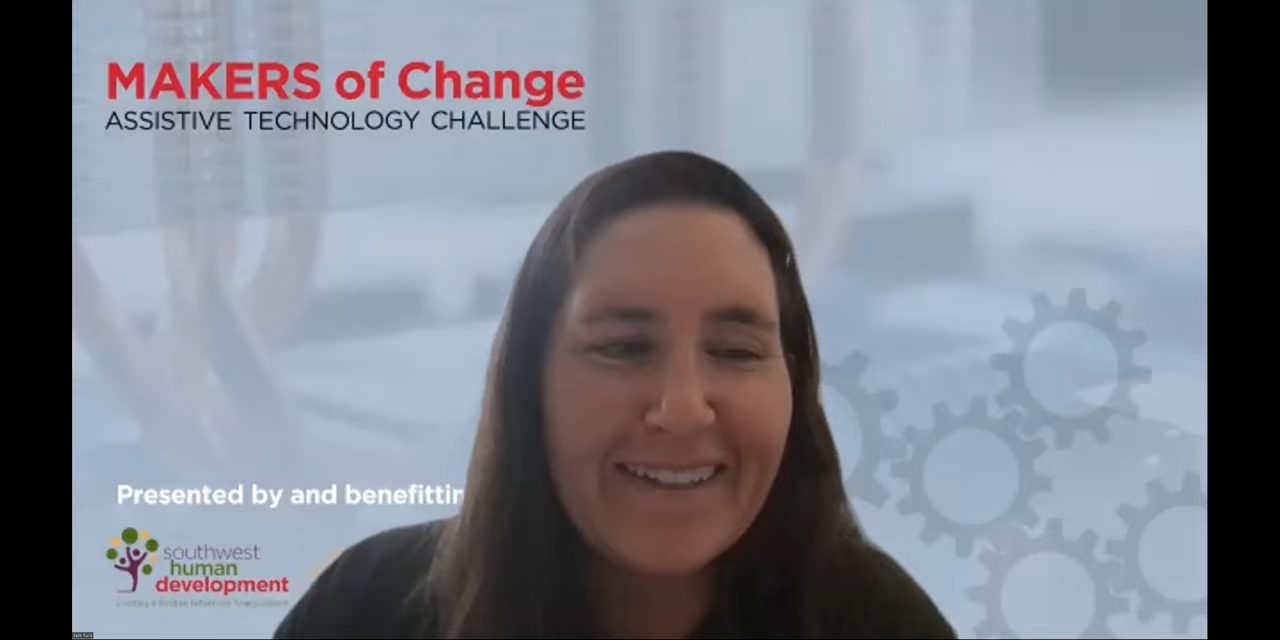 MAKERS of Change
ASSISTIVE TECHNOLOGY CHALLENGE
Presented by and benefittin
southwest
human
development